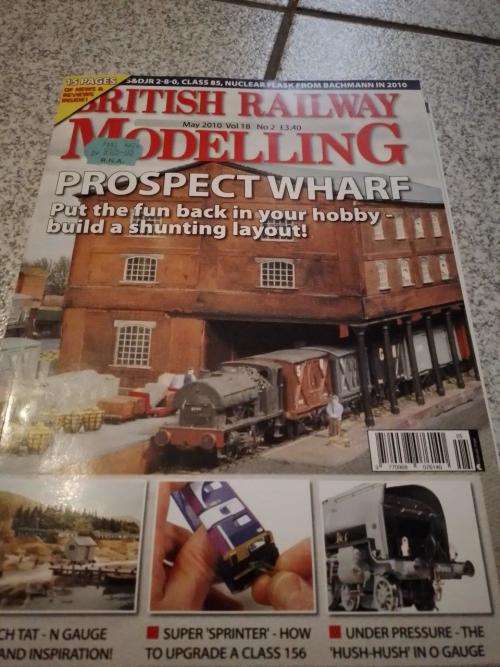 15 PAGES
OF NEWS &
REVIEWS
INSIDE!
S&DJR 2-8-0, CLASS 85, NUCLEAR FLASK FROM BACHMANN IN 2010
BRITISH RAILWAY
May 2010 Vol 18 No 2 £3.40
MODELLING
PROSPECT WHARF
Put the fun back in your hobby -
build a shunting layout!
CH TAT - N GAUGE
AND INSPIRATION!
SUPER 'SPRINTER' - HOW
TO UPGRADE A CLASS 156
UNDER PRESSURE - THE
'HUSH-HUSH' IN O GAUGE